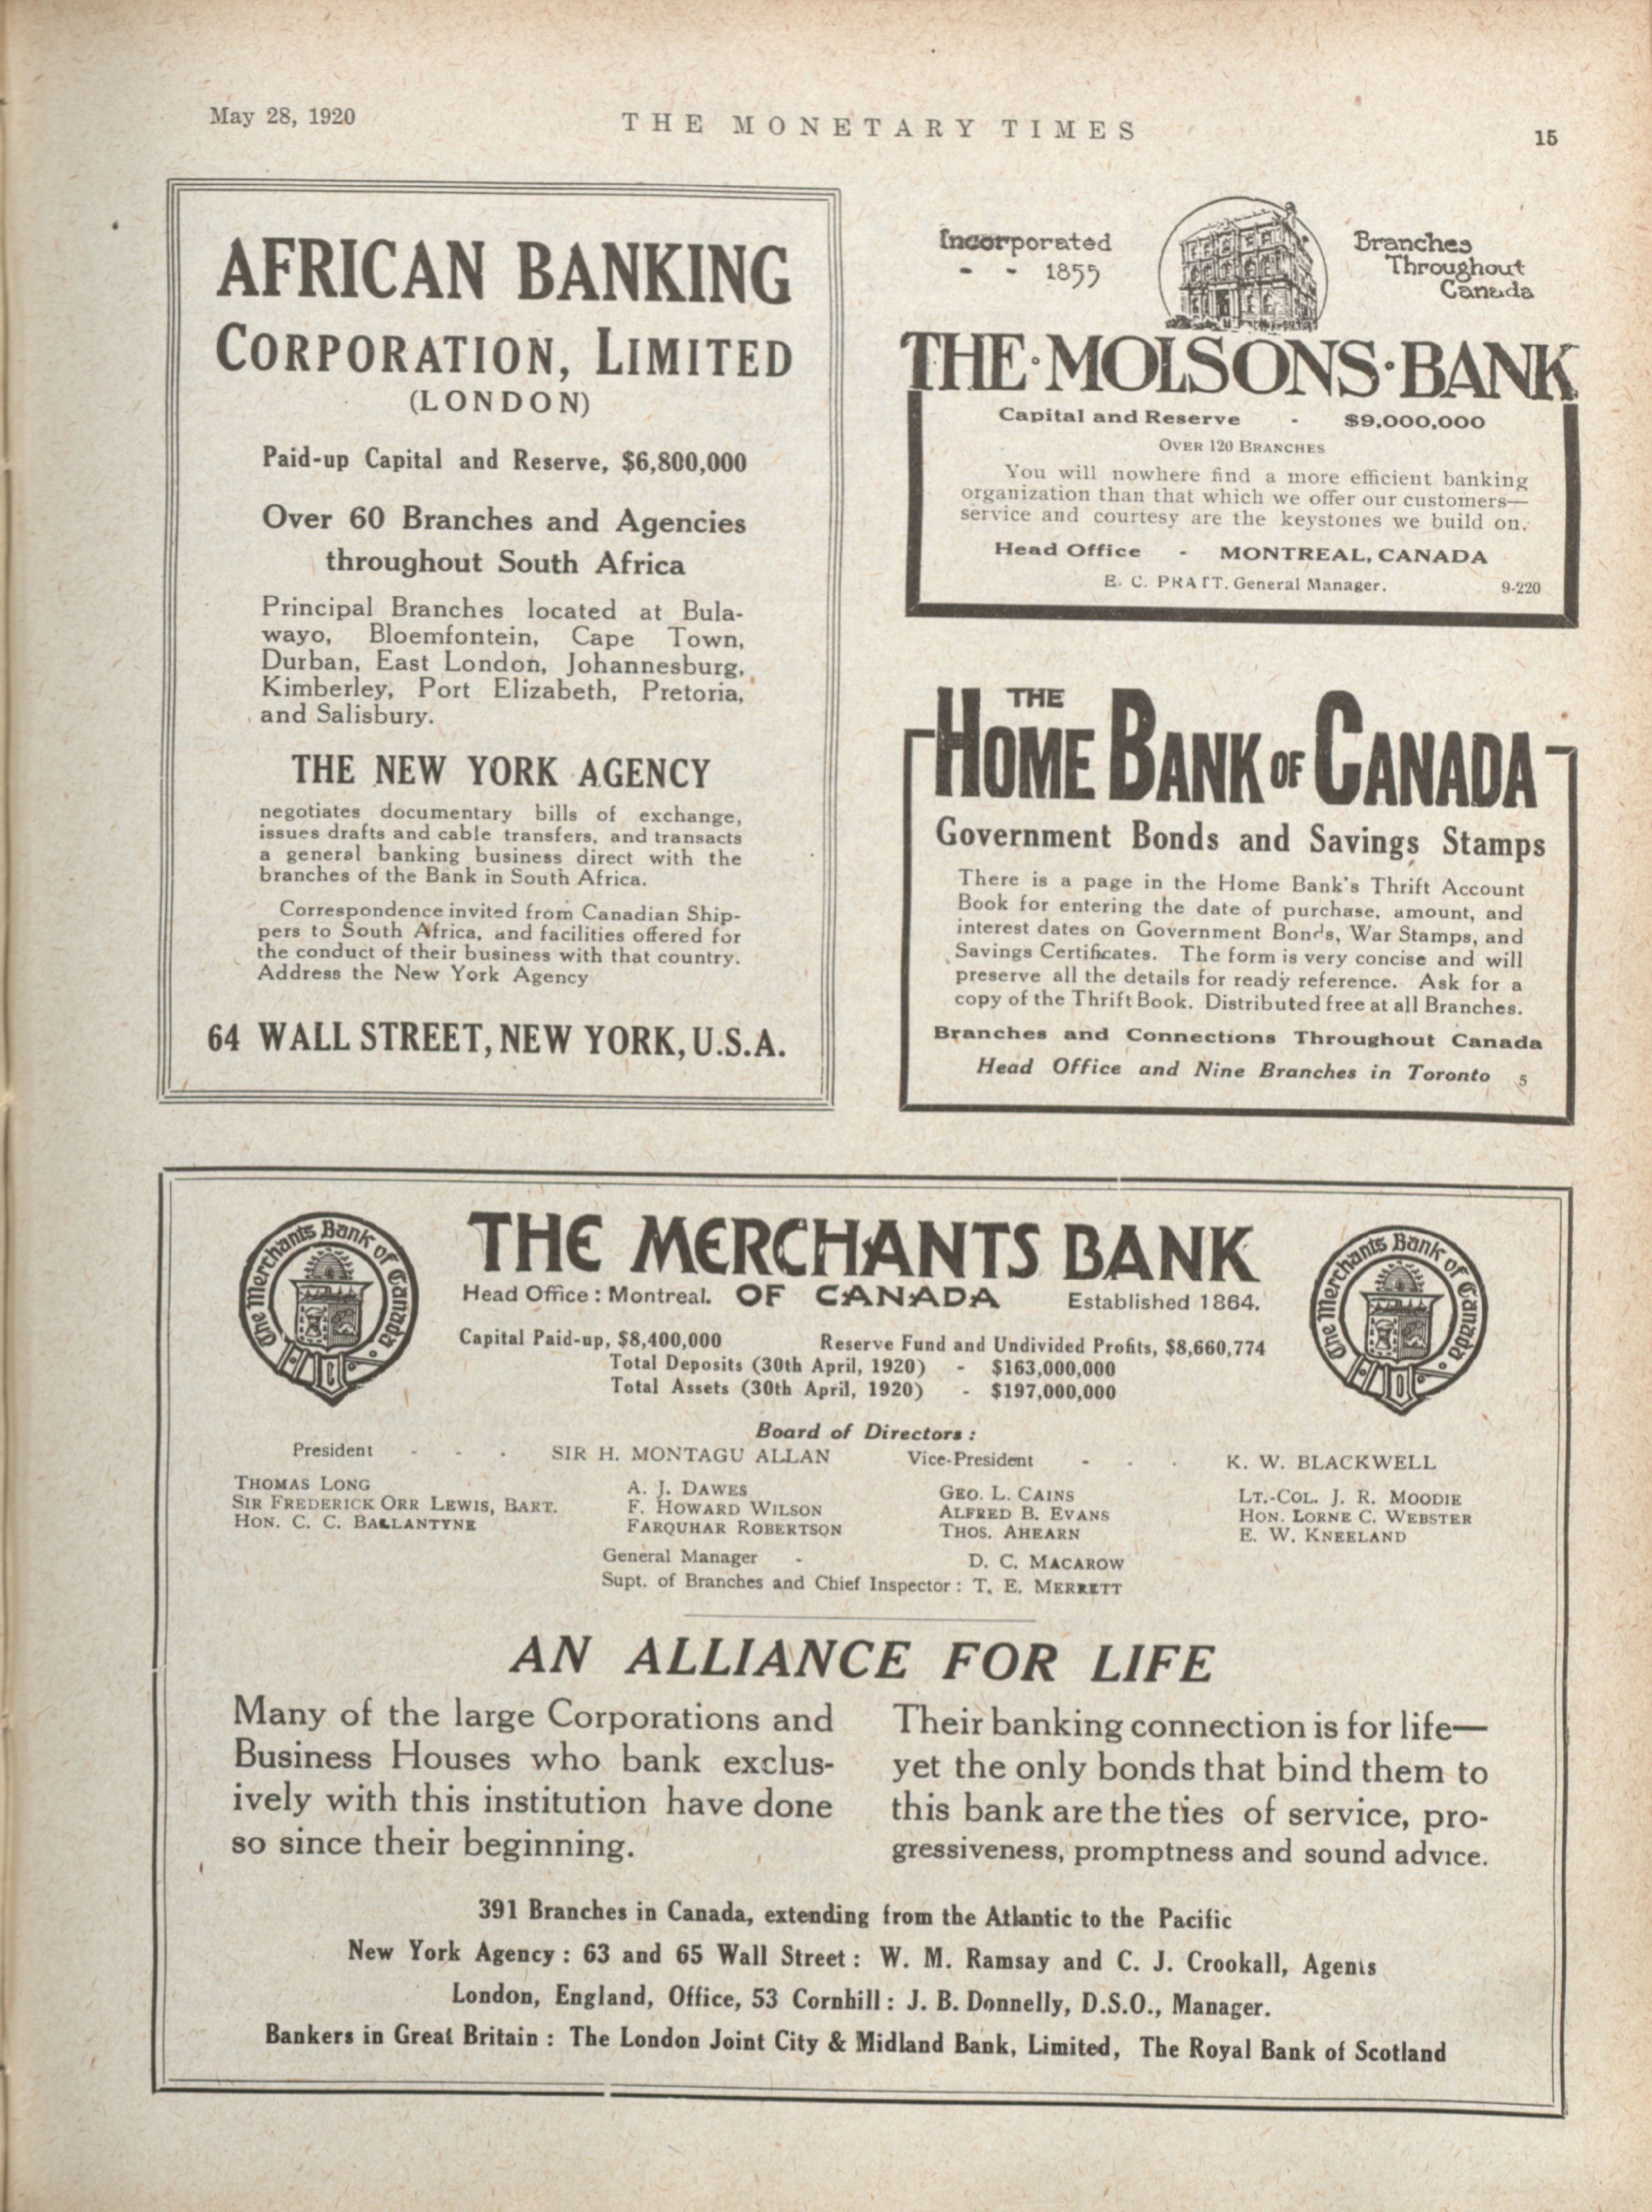 May 28, 1920
THE MONETARY TIMES
15
AFRICAN BANKING
CORPORATION, LIMITED
(LONDON)
Paid-up Capital and Reserve, $6,800,000
Over 60 Branches and Agencies
throughout South Africa
Principal Branches located at Bula-
wayo, Bloemfontein, Cape Town,
Durban, East London, Johannesburg,
Kimberley, Port Elizabeth, Pretoria,
and Salisbury.
THE NEW YORK AGENCY
negotiates documentary bills of exchange,
issues drafts and cable transfers, and transacts
a general banking business direct with the
branches of the Bank in South Africa.
Correspondence invited from Canadian Ship-
pers to South Africa, and facilities offered for
the conduct of their business with that country.
Address the New York Agency
64 WALL STREET, NEW YORK, U.S.A.
Incorporated
- - 1855
Branches
Throughout
Canada
THE·MOLSONS·BANK
Capital and Reserve - $9,000,000
OVER 120 BRANCHES
You will nowhere find a more efficient banking
organization than that which we offer our customers—
service and courtesy are the keystones we build on.
Head Office - MONTREAL, CANADA
E. C. PRATT, General Manager. 9-220
THE
HOME BANK OF CANADA
Government Bonds and Savings Stamps
There is a page in the Home Bank's Thrift Account
Book for entering the date of purchase, amount, and
interest dates on Government Bonds, War Stamps, and
Savings Certificates. The form is very concise and will
preserve all the details for ready reference. Ask for a
copy of the Thrift Book. Distributed free at all Branches.
Branches and Connections Throughout Canada
Head Office and Nine Branches in Toronto 5
The Merchants Bank of Canada
THE MERCHANTS BANK
Head Office : Montreal. OF CANADA Established 1864.
The Merchants Bank of Canada
Capital Paid-up, $8,400,000 Reserve Fund and Undivided Profits, $8,660,774
Total Deposits (30th April, 1920) - $163,000,000
Total Assets (30th April, 1920) - $197,000,000
Board of Directors :
President - - - SIR H. MONTAGU ALLAN Vice-President - - - K. W. BLACKWELL
THOMAS LONG A. J. DAWES GEO. L. CAINS LT.-COL. J. R. MOODIE
SIR FREDERICK ORR LEWIS, BART. F. HOWARD WILSON ALFRED B. EVANS HON. LORNE C. WEBSTER
HON. C. C. BALLANTYNE FARQUHAR ROBERTSON THOS. AHEARN E. W. KNEELAND
General Manager - D. C. MACAROW
Supt. of Branches and Chief Inspector : T. E. MERRETT
AN ALLIANCE FOR LIFE
Many of the large Corporations and
Business Houses who bank exclus-
ively with this institution have done
so since their beginning.
Their banking connection is for life—
yet the only bonds that bind them to
this bank are the ties of service, pro-
gressiveness, promptness and sound advice.
391 Branches in Canada, extending from the Atlantic to the Pacific
New York Agency : 63 and 65 Wall Street : W. M. Ramsay and C. J. Crookall, Agents
London, England, Office, 53 Cornhill : J. B. Donnelly, D.S.O., Manager.
Bankers in Great Britain : The London Joint City & Midland Bank, Limited, The Royal Bank of Scotland